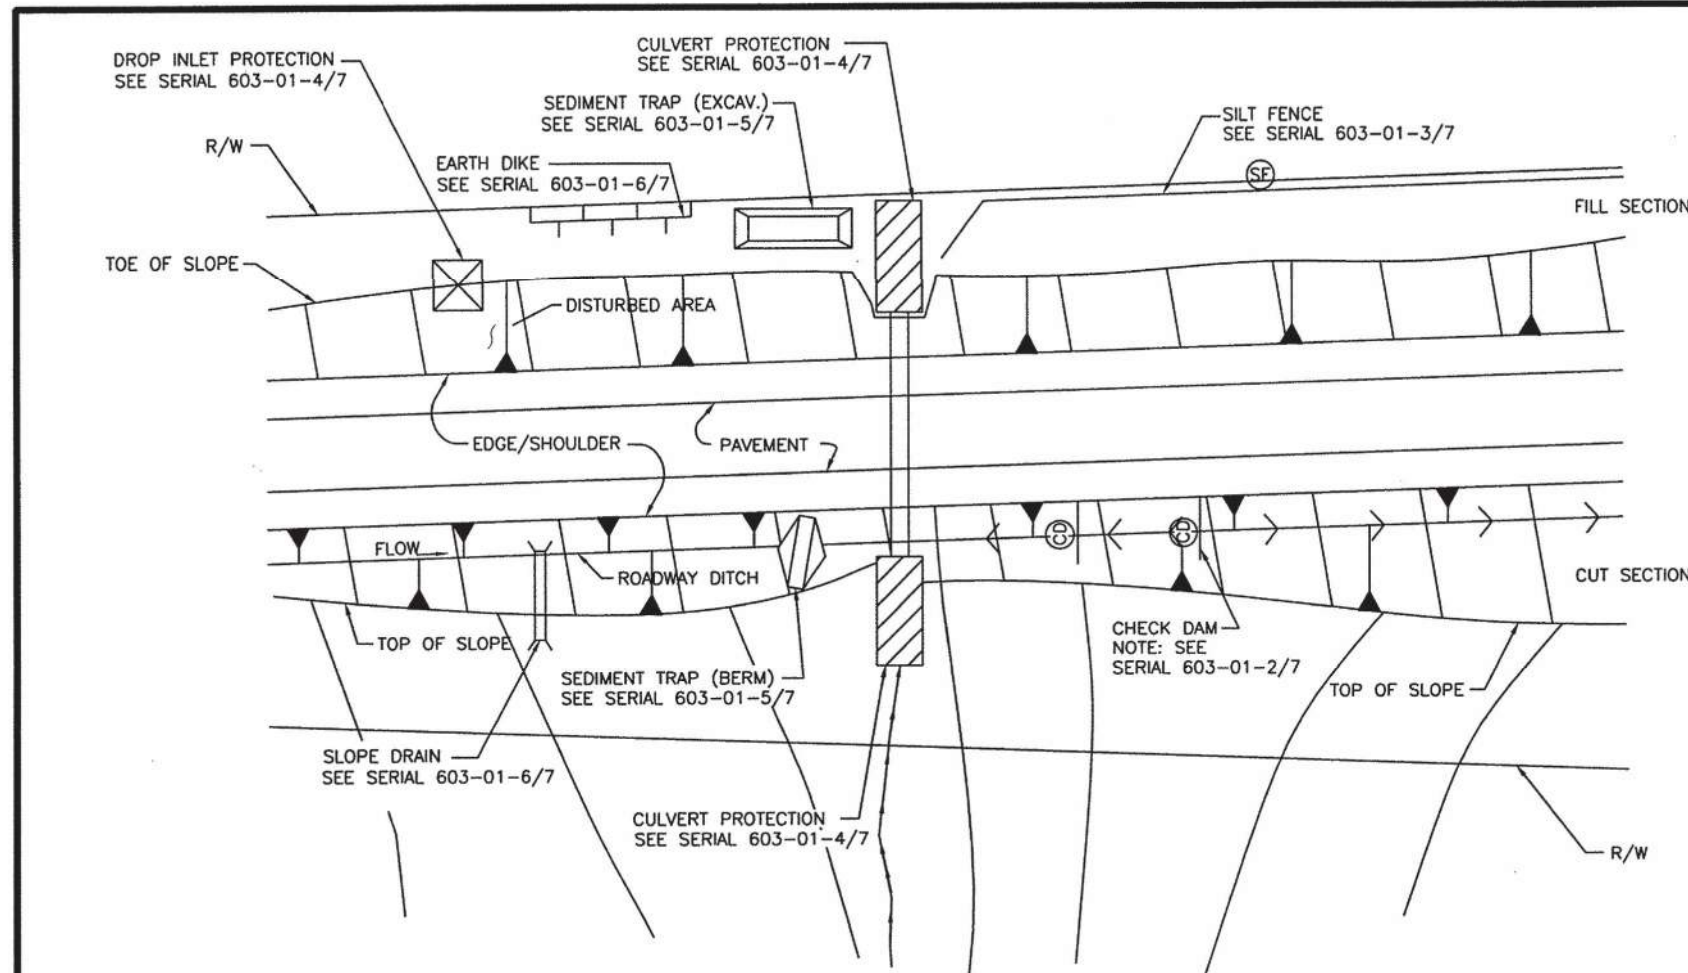 CULVERT PROTECTION
SEE SERIAL 603-01-4/7
DROP INLET PROTECTION
SEE SERIAL 603-01-4/7
SEDIMENT TRAP (EXCAV.)
SEE SERIAL 603-01-5/7
SILT FENCE
SEE SERIAL 603-01-3/7
R/W
EARTH DIKE
SEE SERIAL 603-01-6/7
SF
FILL SECTION
TOE OF SLOPE
DISTURBED AREA
EDGE/SHOULDER
PAVEMENT
FLOW
CD
CD
ROADWAY DITCH
CUT SECTION
TOP OF SLOPE
CHECK DAM
NOTE: SEE
SERIAL 603-01-2/7
SEDIMENT TRAP (BERM)
SEE SERIAL 603-01-5/7
TOP OF SLOPE
SLOPE DRAIN
SEE SERIAL 603-01-6/7
CULVERT PROTECTION
SEE SERIAL 603-01-4/7
R/W